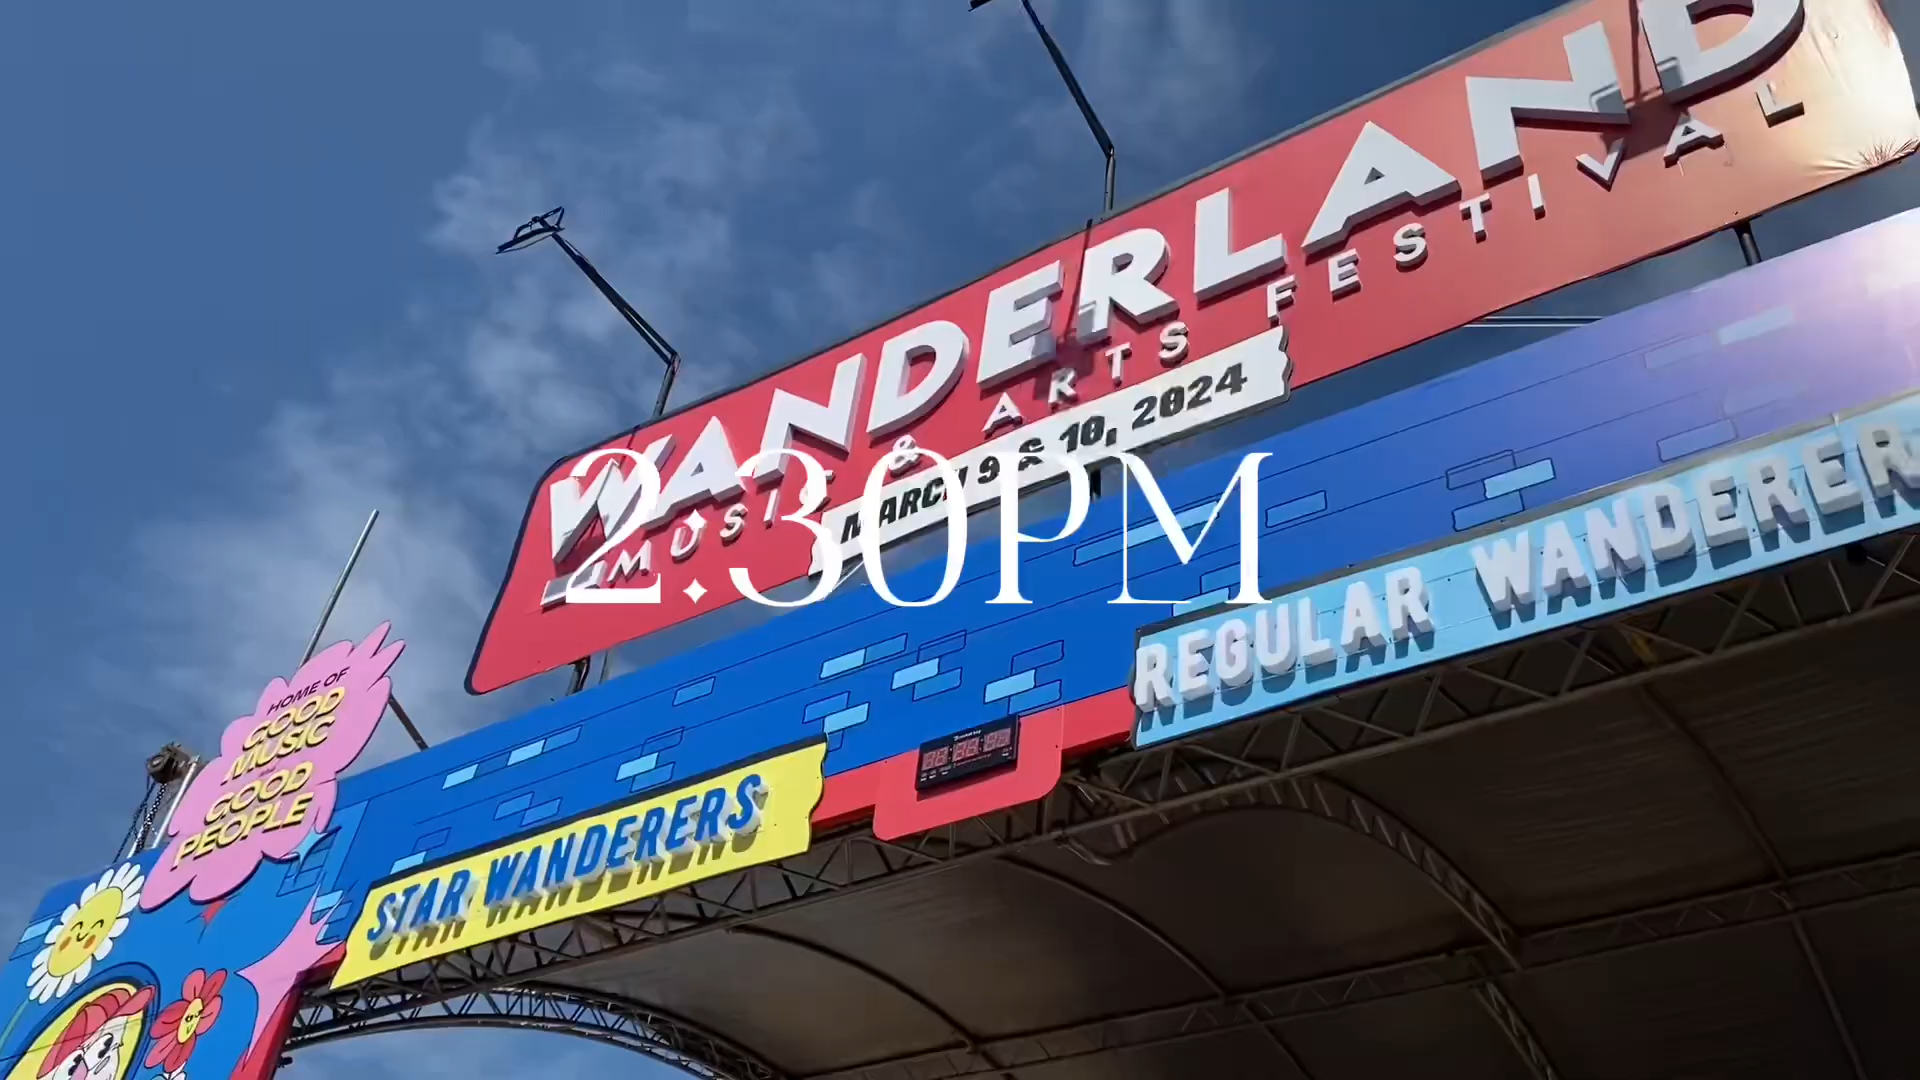 WANDERLAND
MUSIC & ARTS FESTIVAL
MARCH 9 & 10, 2024
2:30PM
REGULAR WANDERER
HOME OF
GOOD
MUSIC
GOOD
PEOPLE
STAR WANDERERS